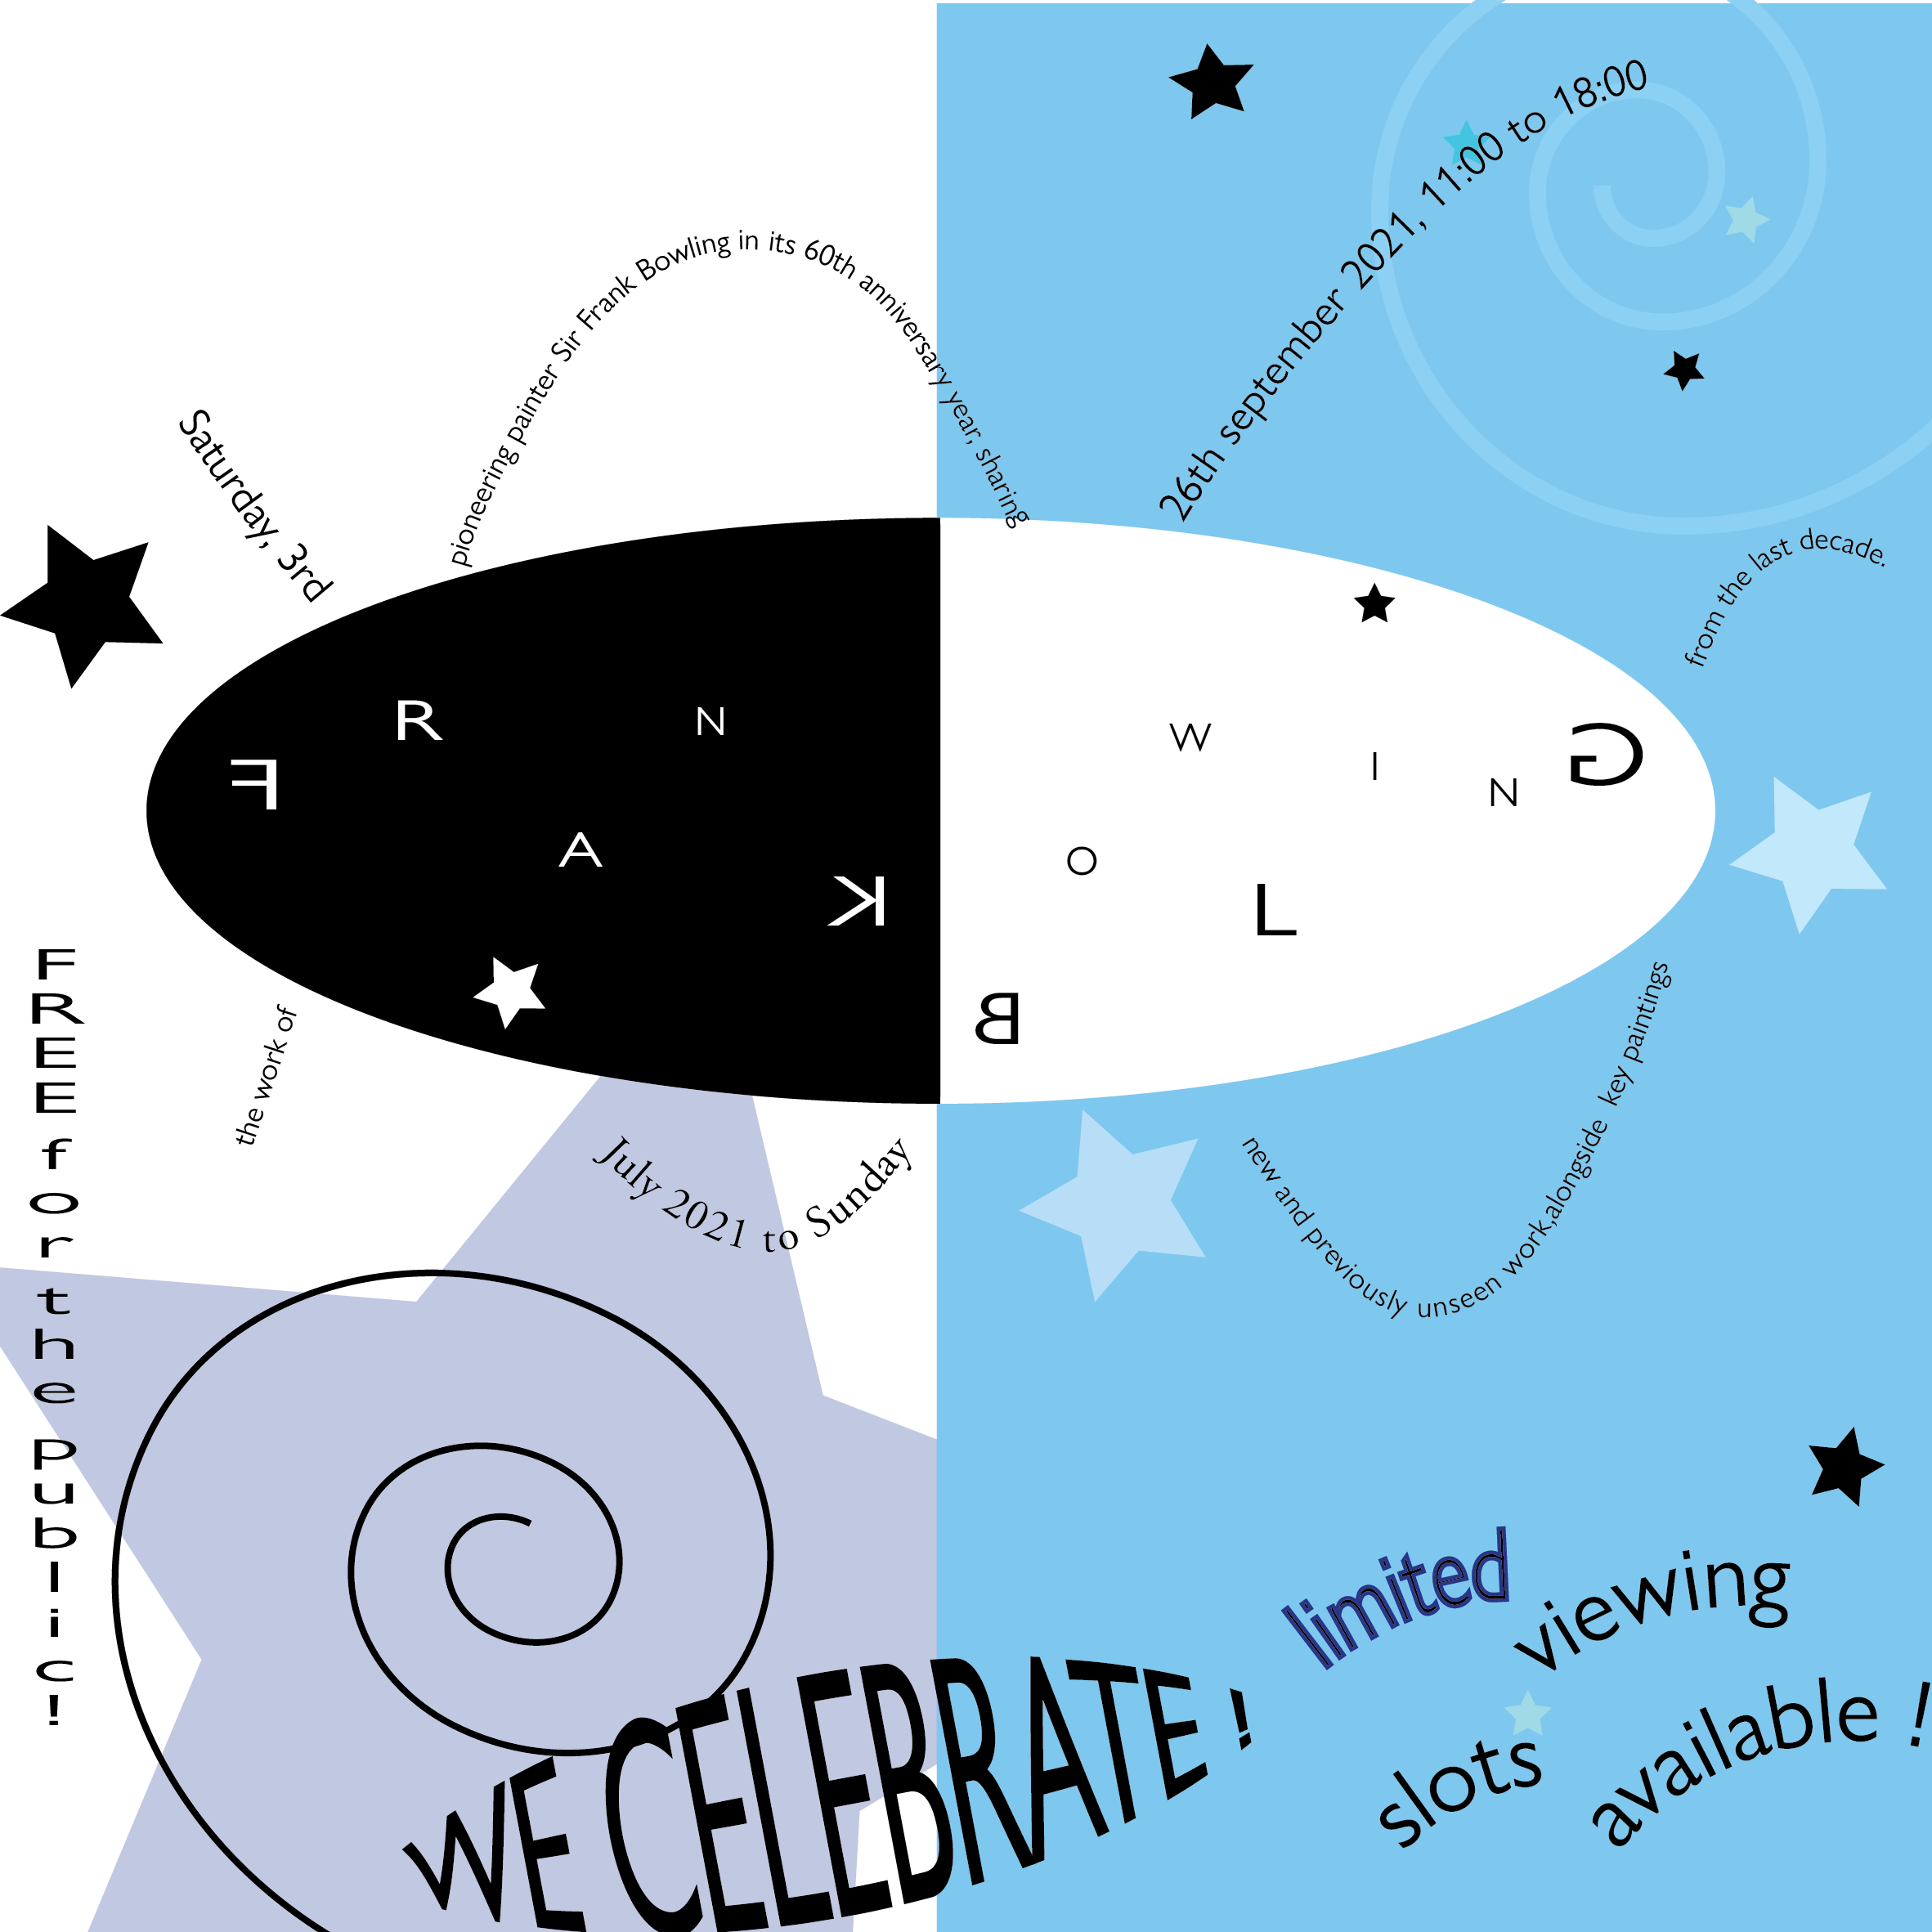 Saturday, 3rd
July 2021 to Sunday
26th september 2021, 11:00 to 18:00
FRANK
BOWLING
WE CELEBRATE !
the work of
pioneering painter Sir Frank Bowling in its 60th anniversary year, sharing
new and previously unseen work,alongside key paintings
from the last decade.
FREE for the public!
limited
viewing
slots
available !